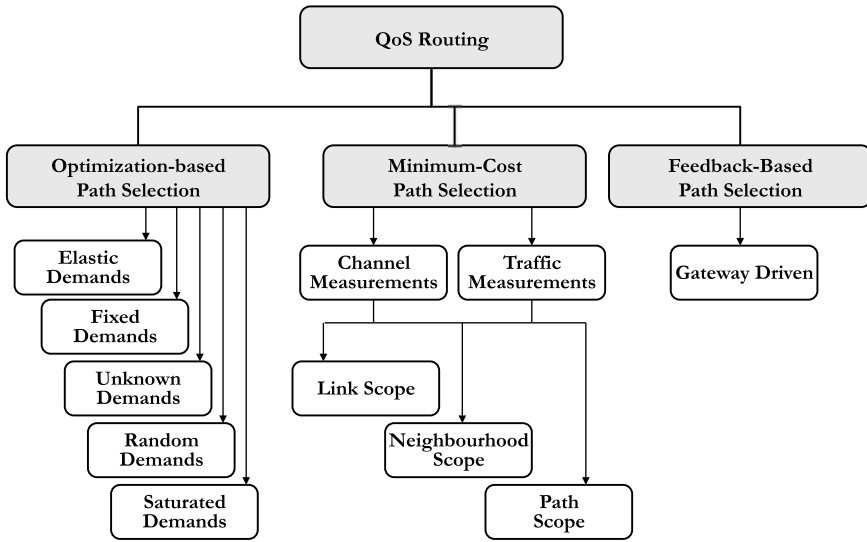 QoS Routing
Optimization-based
Path Selection
Minimum-Cost
Path Selection
Feedback-Based
Path Selection
Elastic
Demands
Fixed
Demands
Unknown
Demands
Random
Demands
Saturated
Demands
Channel
Measurements
Traffic
Measurements
Link Scope
Neighbourhood
Scope
Path
Scope
Gateway Driven